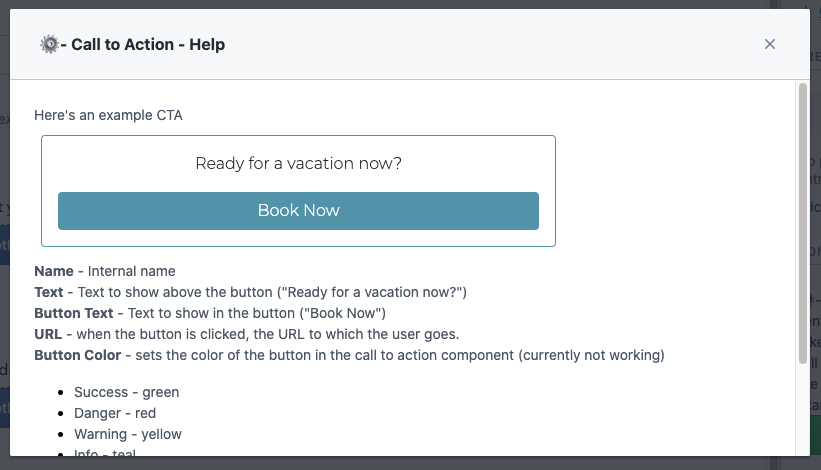 ⚙️- Call to Action - Help
Here's an example CTA
Ready for a vacation now?
Book Now
Name - Internal name
Text - Text to show above the button ("Ready for a vacation now?")
Button Text - Text to show in the button ("Book Now")
URL - when the button is clicked, the URL to which the user goes.
Button Color - sets the color of the button in the call to action component (currently not working)
• Success - green
• Danger - red
• Warning - yellow
• Info - teal